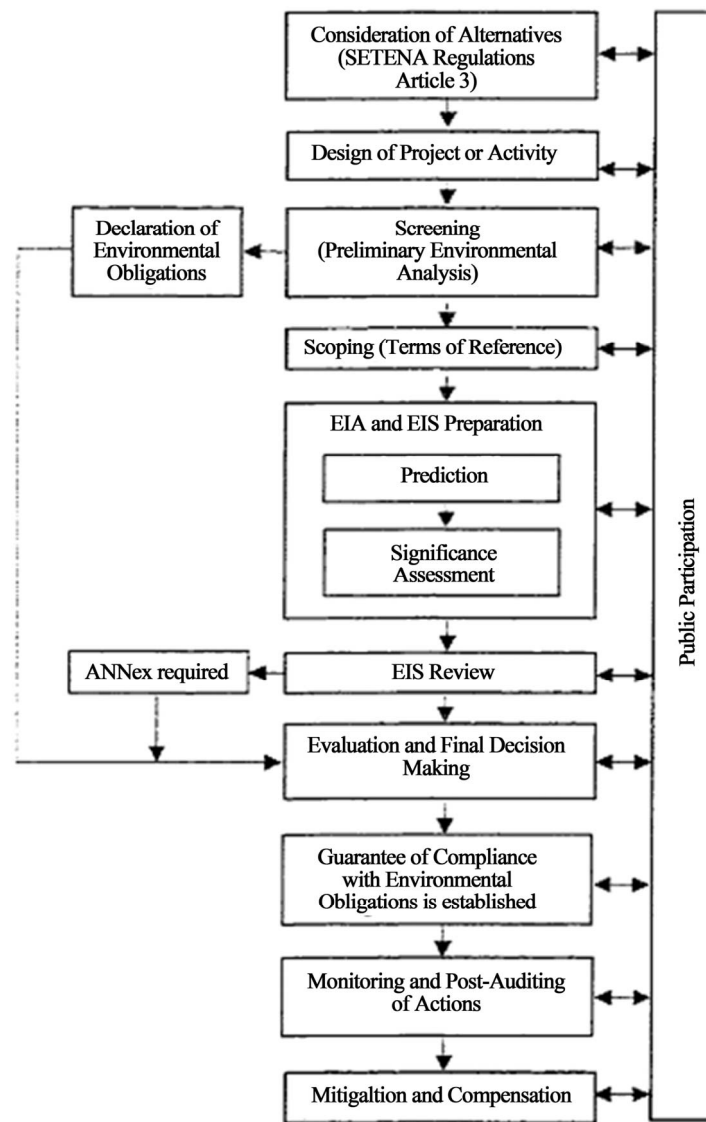 Consideration of Alternatives
(SETENA Regulations
Article 3)
Design of Project or Activity
Declaration of
Environmental
Obligations
Screening
(Preliminary Environmental
Analysis)
Scoping (Terms of Reference)
EIA and EIS Preparation
Prediction
Significance
Assessment
Public Participation
ANNex required
EIS Review
Evaluation and Final Decision
Making
Guarantee of Compliance
with Environmental
Obligations is established
Monitoring and Post-Auditing
of Actions
Mitigaltion and Compensation